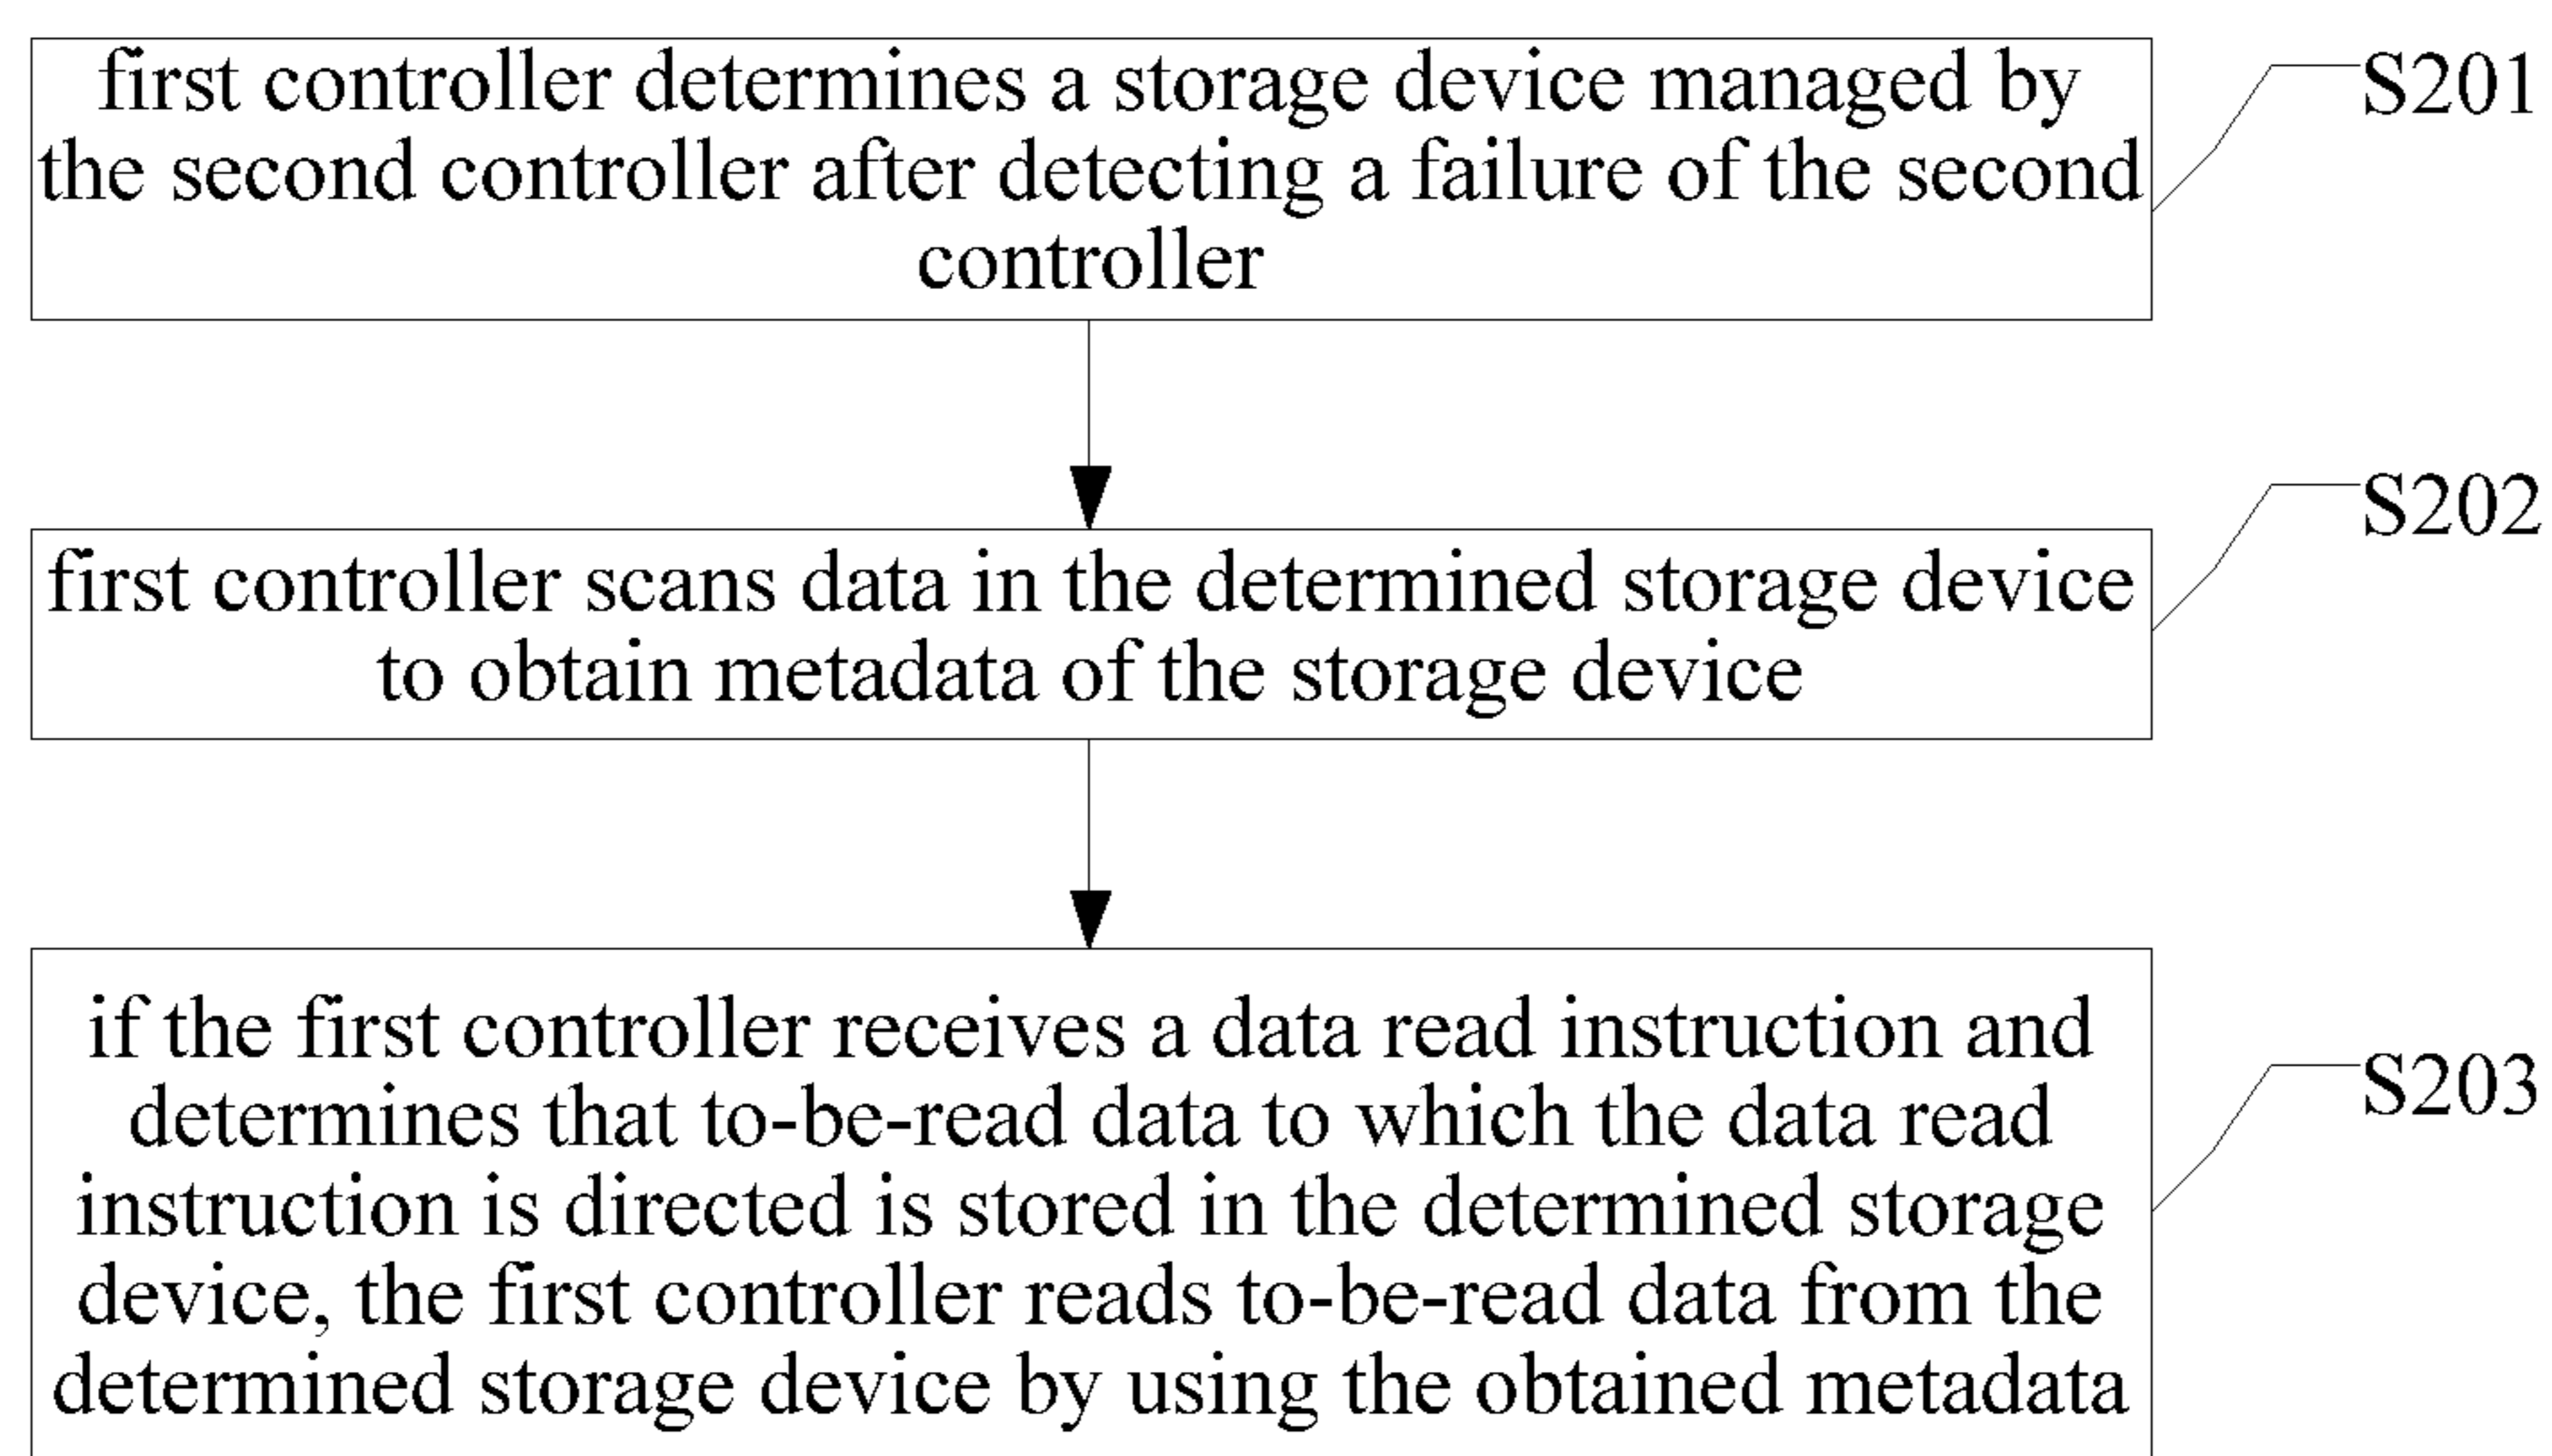 first controller determines a storage device managed by
the second controller after detecting a failure of the second
controller
S201
first controller scans data in the determined storage device
to obtain metadata of the storage device
S202
if the first controller receives a data read instruction and
determines that to-be-read data to which the data read
instruction is directed is stored in the determined storage
device, the first controller reads to-be-read data from the
determined storage device by using the obtained metadata
S203